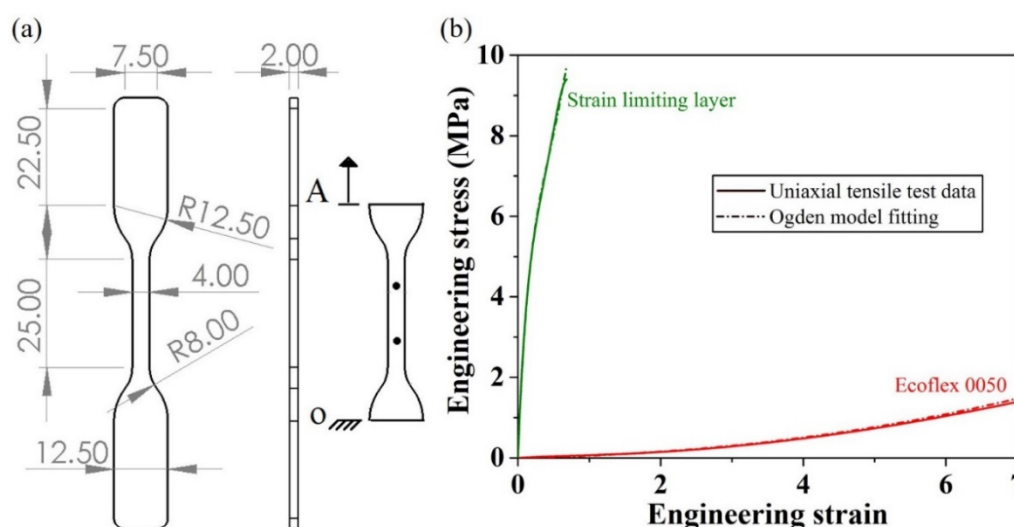 (a)
7.50
2.00
22.50
A
R12.50
4.00
25.00
R8.00
o
12.50
(b)
10
8
6
4
2
0
Engineering stress (MPa)
Strain limiting layer
Uniaxial tensile test data
Ogden model fitting
Ecoflex 0050
0
2
4
6
7
Engineering strain